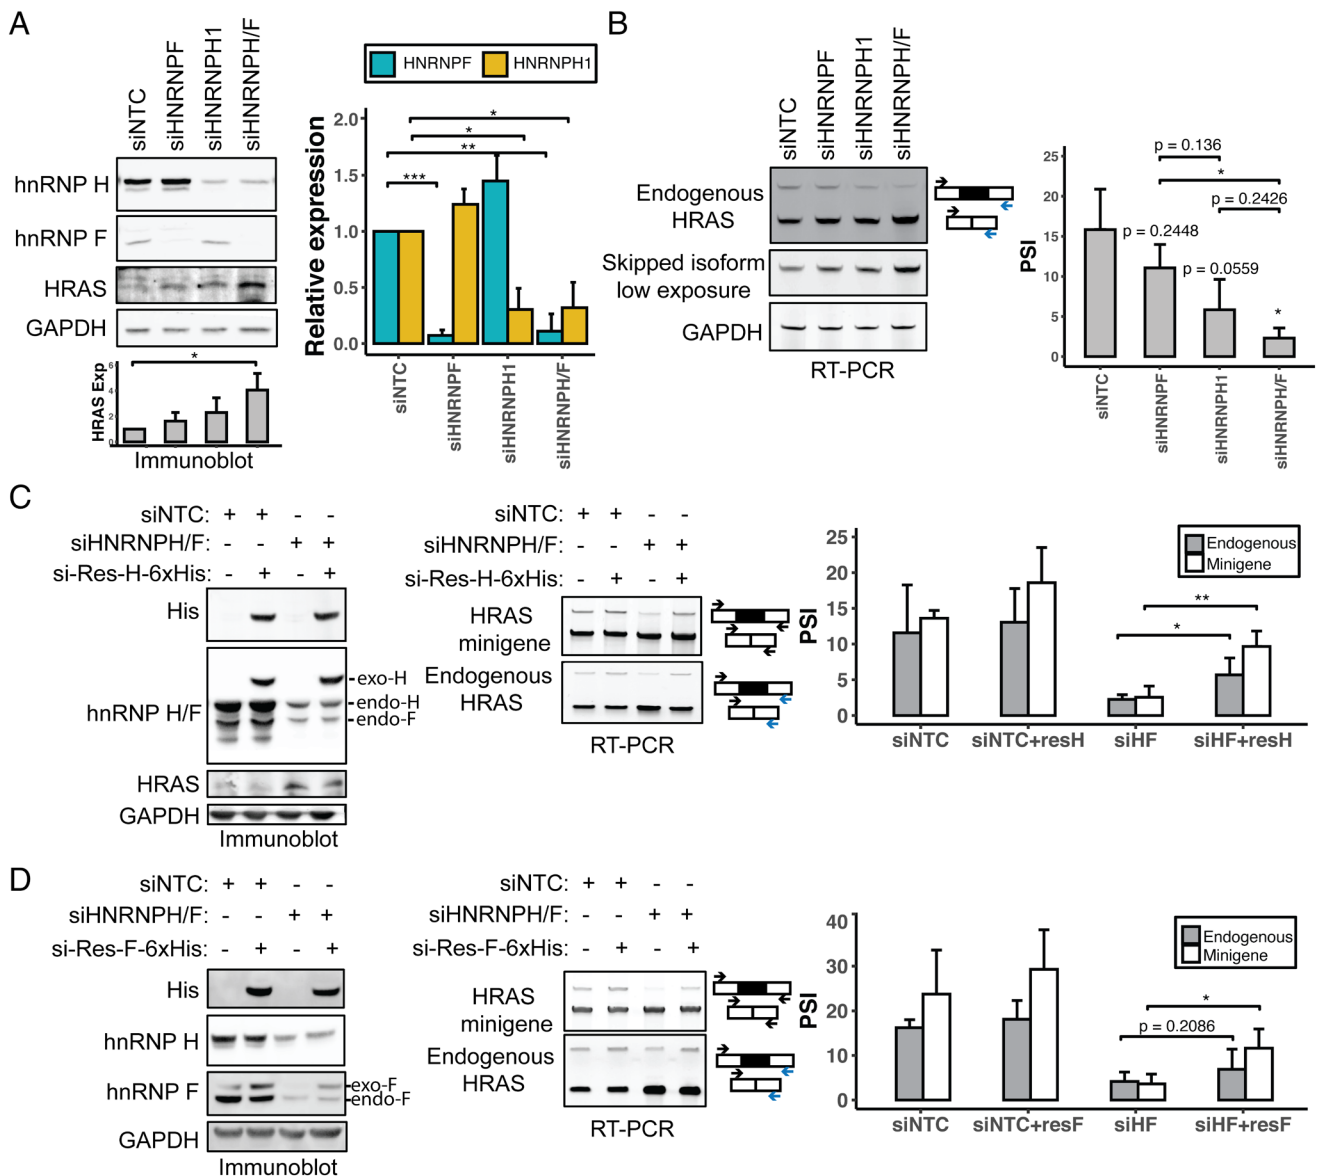 A
siNTC
siHNRNPF
siHNRNPH1
siHNRNPH/F
hnRNP H
hnRNP F
HRAS
GAPDH
HRAS Exp
6
4
2
0
*
Immunoblot
HNRNPF
HNRNPH1
Relative expression
2.0
1.5
1.0
0.5
0.0
*
*
**
***
siNTC
siHNRNPF
siHNRNPH1
siHNRNPH/F
B
siNTC
siHNRNPF
siHNRNPH1
siHNRNPH/F
Endogenous
HRAS
Skipped isoform
low exposure
GAPDH
RT-PCR
PSI
25
20
15
10
5
0
p = 0.136
*
p = 0.2426
p = 0.2448
p = 0.0559
*
siNTC
siHNRNPF
siHNRNPH1
siHNRNPH/F
C
siNTC: + + - -
siHNRNPH/F: - - + +
si-Res-H-6xHis: - + - +
His
hnRNP H/F
exo-H
endo-H
endo-F
HRAS
GAPDH
Immunoblot
siNTC: + + - -
siHNRNPH/F: - - + +
si-Res-H-6xHis: - + - +
HRAS
minigene
Endogenous
HRAS
RT-PCR
PSI
25
20
15
10
5
0
Endogenous
Minigene
**
*
siNTC siNTC+resH siHF siHF+resH
D
siNTC: + + - -
siHNRNPH/F: - - + +
si-Res-F-6xHis: - + - +
His
hnRNP H
hnRNP F
exo-F
endo-F
GAPDH
Immunoblot
siNTC: + + - -
siHNRNPH/F: - - + +
si-Res-F-6xHis: - + - +
HRAS
minigene
Endogenous
HRAS
RT-PCR
PSI
40
30
20
10
0
Endogenous
Minigene
*
p = 0.2086
siNTC siNTC+resF siHF siHF+resF